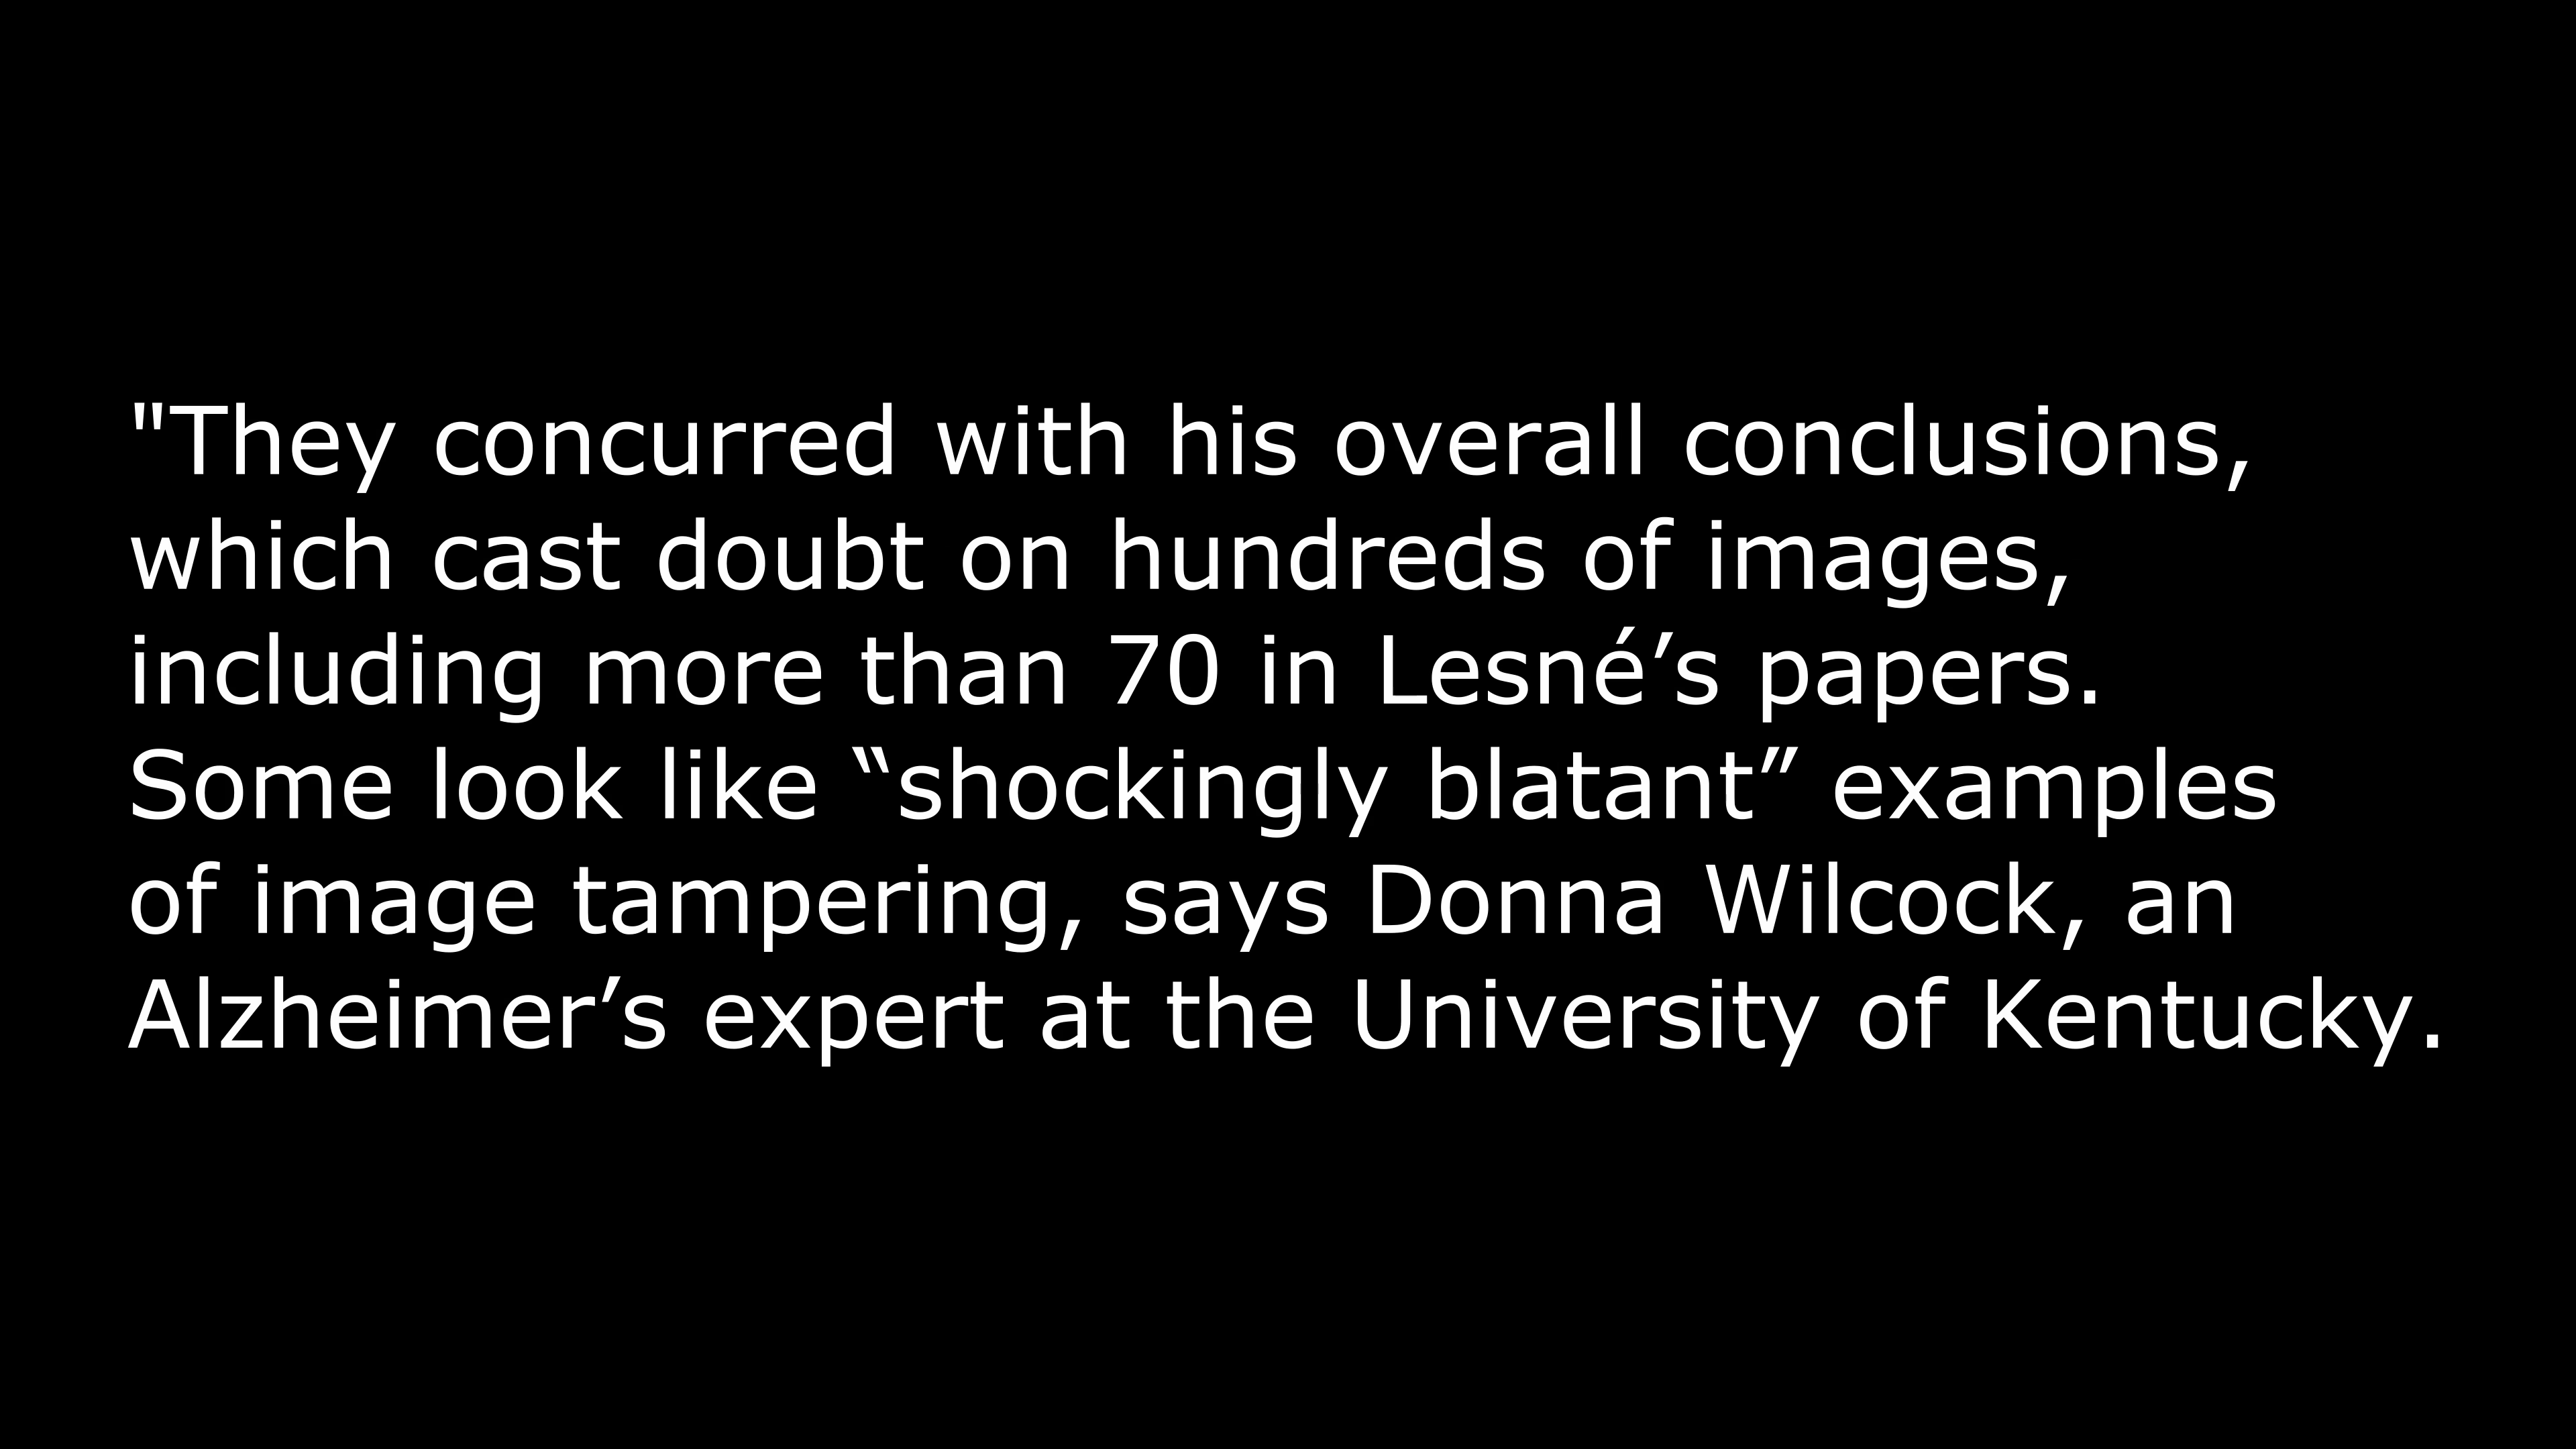 "They concurred with his overall conclusions,
which cast doubt on hundreds of images,
including more than 70 in Lesné’s papers.
Some look like “shockingly blatant” examples
of image tampering, says Donna Wilcock, an
Alzheimer’s expert at the University of Kentucky.